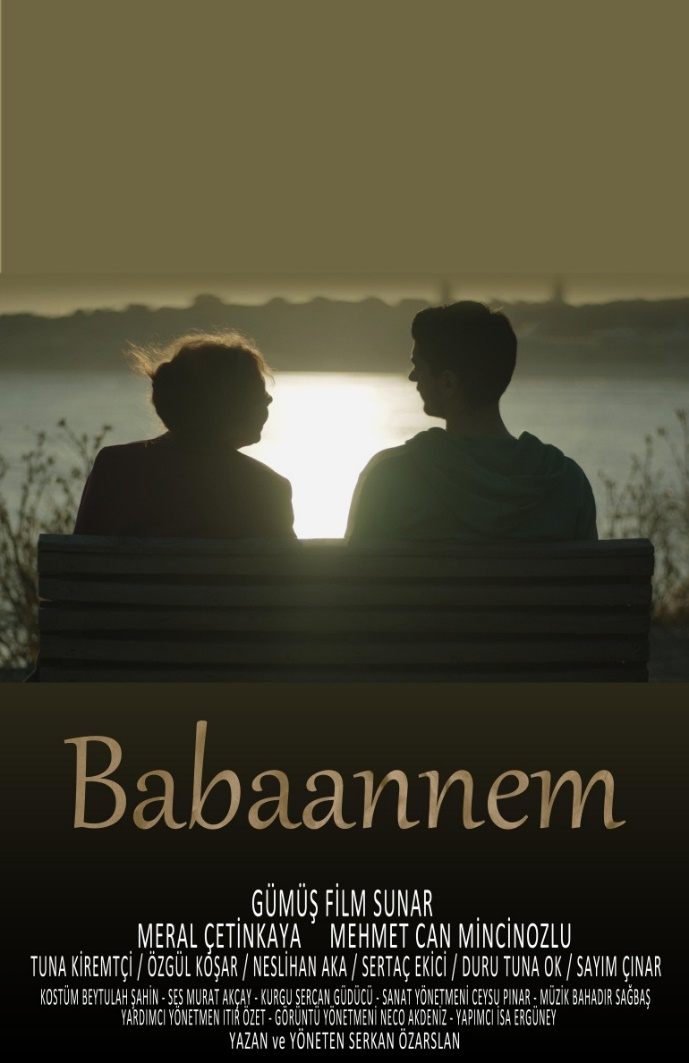 Babaannem
GÜMÜŞ FİLM SUNAR
MERAL ÇETİNKAYA MEHMET CAN MİNCİNOZLU
TUNA KİREMTÇİ / ÖZGÜL KOŞAR / NESLİHAN AKA / SERTAÇ EKİCİ / DURU TUNA OK / SAYIM ÇINAR
KOSTÜM BEYTULAH ŞAHİN - SES MURAT AKÇAY - KURGU SERCAN GÜDÜCÜ - SANAT YÖNETMENİ CEYSU PINAR - MÜZİK BAHADIR SAĞBAŞ
YARDIMCI YÖNETMEN ITIR ÖZET - GÖRÜNTÜ YÖNETMENİ NECO AKDENİZ - YAPIMCI İSA ERGÜNEY
YAZAN ve YÖNETEN SERKAN ÖZARSLAN